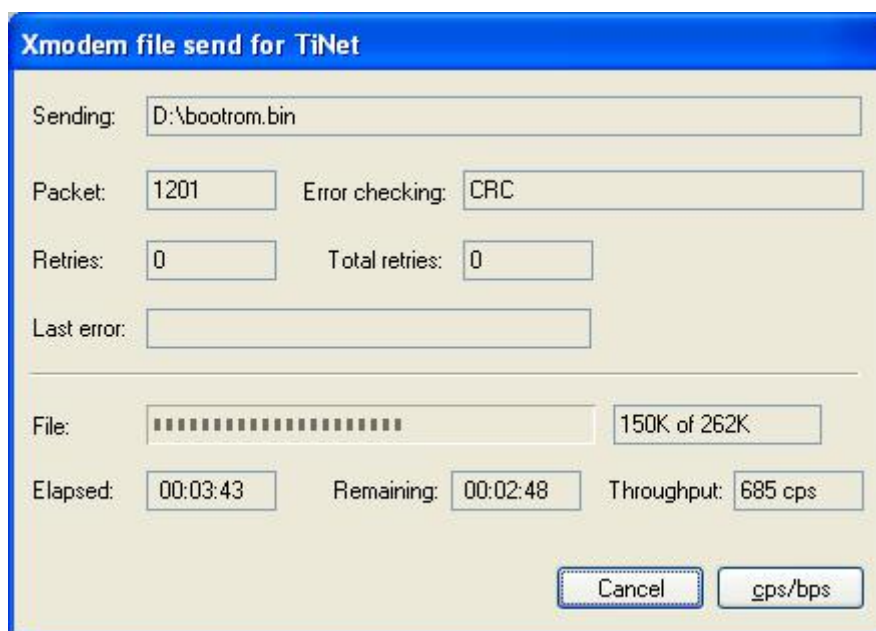 Xmodem file send for TiNet
Sending: D:\bootrom.bin
Packet: 1201 Error checking: CRC
Retries: 0 Total retries: 0
Last error:
File: 150K of 262K
Elapsed: 00:03:43 Remaining: 00:02:48 Throughput: 685 cps
Cancel cps/bps